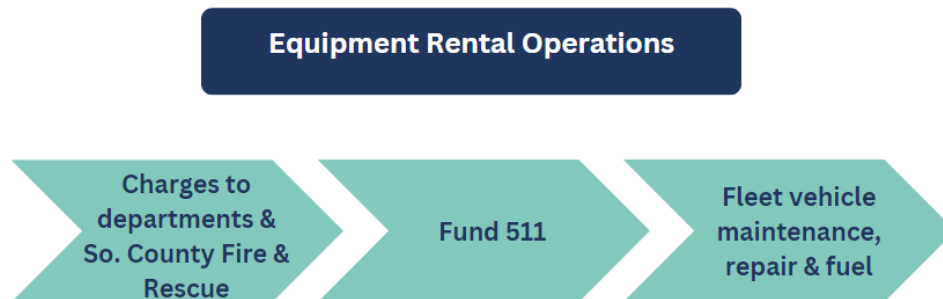 Equipment Rental Operations
Charges to
departments &
So. County Fire &
Rescue
Fund 511
Fleet vehicle
maintenance,
repair & fuel